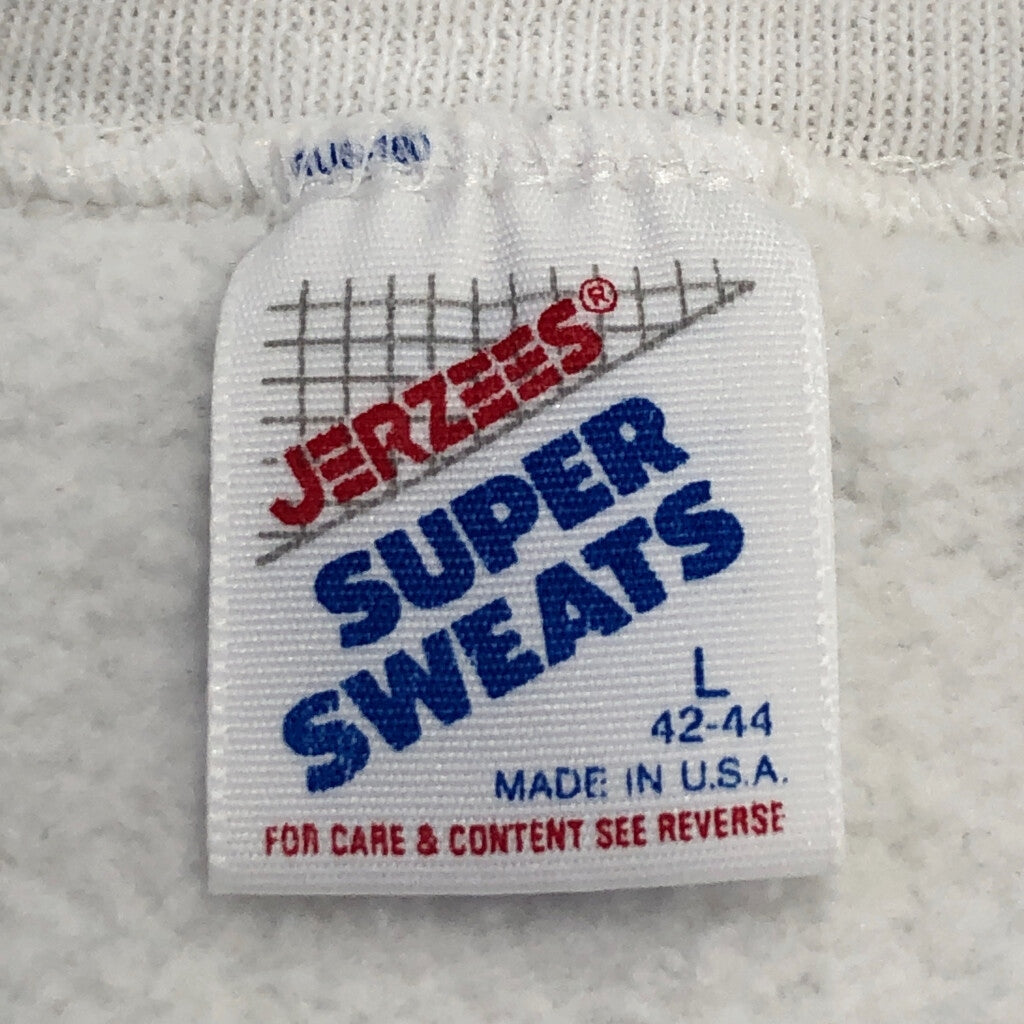 JERZEES®
SUPER
SWEATS
L
42-44
MADE IN U.S.A.
FOR CARE & CONTENT SEE REVERSE